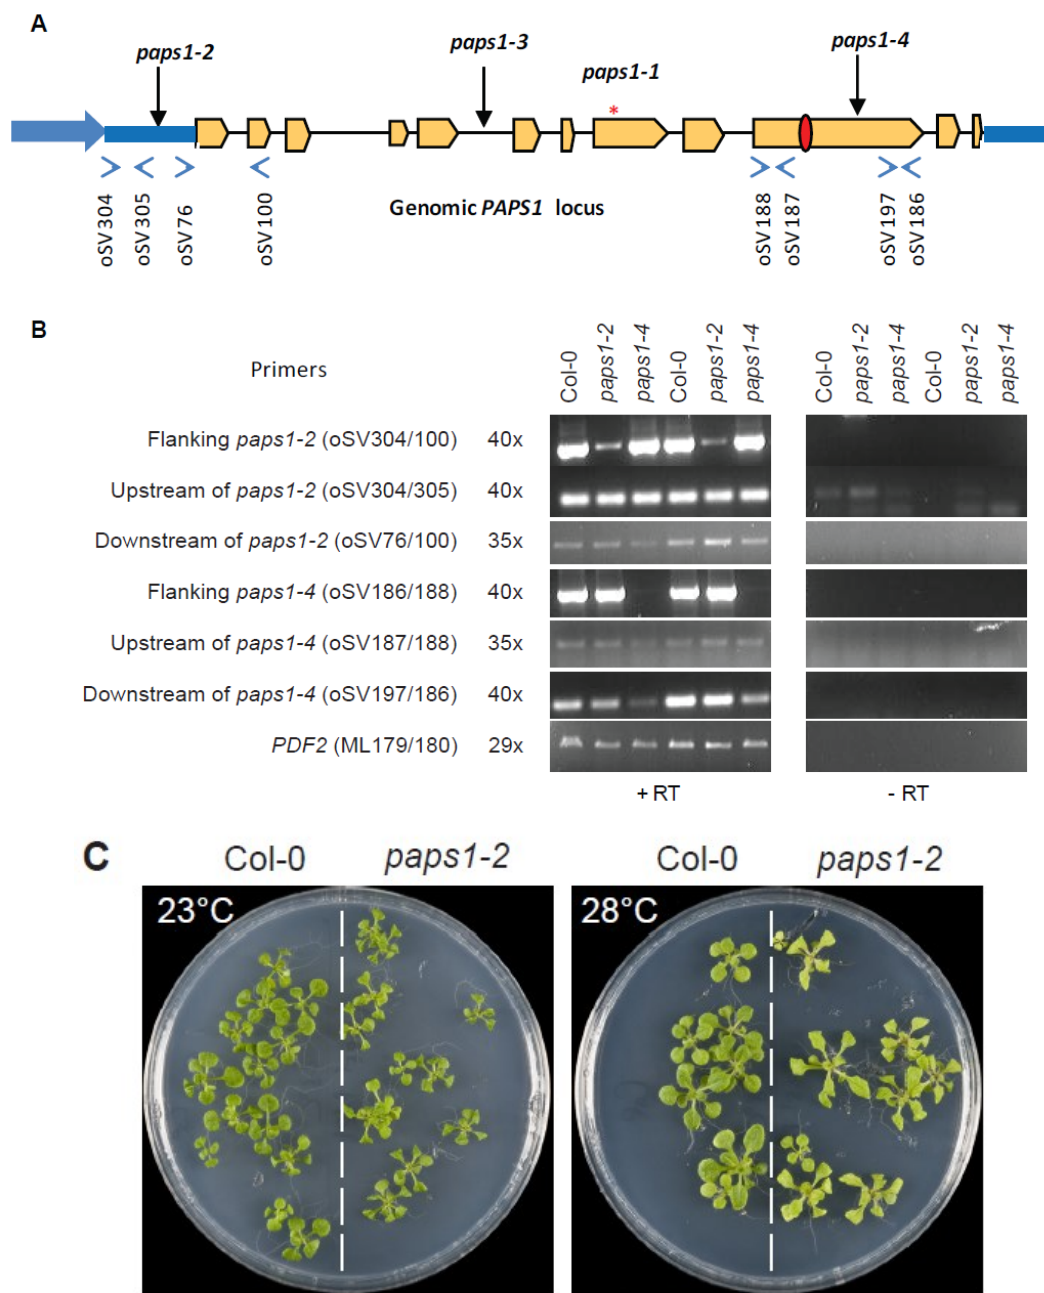 A
paps1-2
paps1-3
paps1-4
paps1-1
*
oSV304
oSV305
oSV76
oSV100
Genomic PAPS1 locus
oSV188
oSV187
oSV197
oSV186
B
Primers
Col-0
paps1-2
paps1-4
Col-0
paps1-2
paps1-4
Col-0
paps1-2
paps1-4
Col-0
paps1-2
paps1-4
Flanking paps1-2 (oSV304/100) 40x
Upstream of paps1-2 (oSV304/305) 40x
Downstream of paps1-2 (oSV76/100) 35x
Flanking paps1-4 (oSV186/188) 40x
Upstream of paps1-4 (oSV187/188) 35x
Downstream of paps1-4 (oSV197/186) 40x
PDF2 (ML179/180) 29x
+ RT
- RT
C
Col-0
paps1-2
Col-0
paps1-2
23°C
28°C